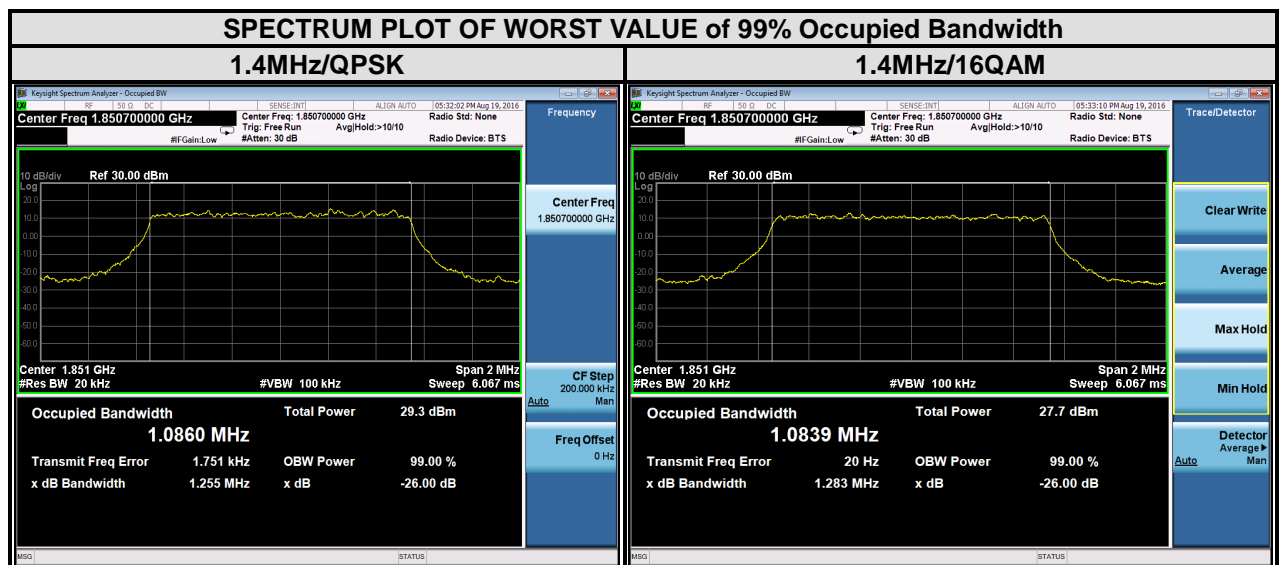 SPECTRUM PLOT OF WORST VALUE of 99% Occupied Bandwidth
1.4MHz/QPSK
1.4MHz/16QAM
Keysight Spectrum Analyzer - Occupied BW
RF 50 Ω DC SENSE:INT ALIGN AUTO 05:32:02 PM Aug 19, 2016
Center Freq 1.850700000 GHz
Center Freq: 1.850700000 GHz
Radio Std: None
Trig: Free Run Avg|Hold:>10/10
#IFGain:Low #Atten: 30 dB Radio Device: BTS
10 dB/div Ref 30.00 dBm
Log
20.0
10.0
0.00
-10.0
-20.0
-30.0
-40.0
-50.0
-60.0
Center 1.851 GHz Span 2 MHz
#Res BW 20 kHz #VBW 100 kHz Sweep 6.067 ms
Occupied Bandwidth Total Power 29.3 dBm
1.0860 MHz
Transmit Freq Error 1.751 kHz OBW Power 99.00 %
x dB Bandwidth 1.255 MHz x dB -26.00 dB
MSG STATUS
Frequency
Center Freq
1.850700000 GHz
CF Step
200.000 kHz
Auto Man
Freq Offset
0 Hz
Keysight Spectrum Analyzer - Occupied BW
RF 50 Ω DC SENSE:INT ALIGN AUTO 05:33:10 PM Aug 19, 2016
Center Freq 1.850700000 GHz
Center Freq: 1.850700000 GHz
Radio Std: None
Trig: Free Run Avg|Hold:>10/10
#IFGain:Low #Atten: 30 dB Radio Device: BTS
10 dB/div Ref 30.00 dBm
Log
20.0
10.0
0.00
-10.0
-20.0
-30.0
-40.0
-50.0
-60.0
Center 1.851 GHz Span 2 MHz
#Res BW 20 kHz #VBW 100 kHz Sweep 6.067 ms
Occupied Bandwidth Total Power 27.7 dBm
1.0839 MHz
Transmit Freq Error 20 Hz OBW Power 99.00 %
x dB Bandwidth 1.283 MHz x dB -26.00 dB
MSG STATUS
Trace/Detector
Clear Write
Average
Max Hold
Min Hold
Detector
Average▶
Auto Man